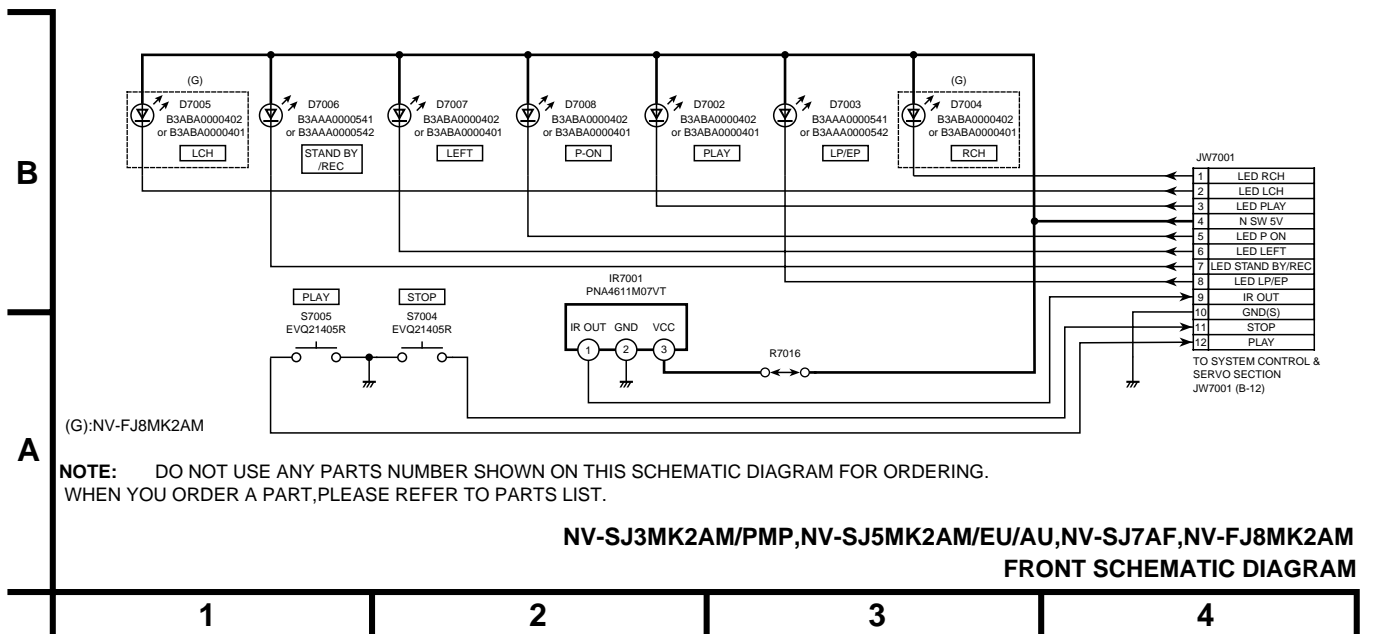 (G)
(G)
D7005
B3ABA0000402
or B3ABA0000401
LCH
D7006
B3AAA0000541
or B3AAA0000542
STAND BY
/REC
D7007
B3ABA0000402
or B3ABA0000401
LEFT
D7008
B3ABA0000402
or B3ABA0000401
P-ON
D7002
B3ABA0000402
or B3ABA0000401
PLAY
D7003
B3AAA0000541
or B3AAA0000542
LP/EP
D7004
B3ABA0000402
or B3ABA0000401
RCH
B
JW7001
1 LED RCH
2 LED LCH
3 LED PLAY
4 N SW 5V
5 LED P ON
6 LED LEFT
7 LED STAND BY/REC
8 LED LP/EP
9 IR OUT
10 GND(S)
11 STOP
12 PLAY
TO SYSTEM CONTROL &
SERVO SECTION
JW7001 (B-12)
PLAY
S7005
EVQ21405R
STOP
S7004
EVQ21405R
IR7001
PNA4611M07VT
IR OUT GND VCC
1 2 3
R7016
(G):NV-FJ8MK2AM
A
NOTE: DO NOT USE ANY PARTS NUMBER SHOWN ON THIS SCHEMATIC DIAGRAM FOR ORDERING.
WHEN YOU ORDER A PART,PLEASE REFER TO PARTS LIST.
NV-SJ3MK2AM/PMP,NV-SJ5MK2AM/EU/AU,NV-SJ7AF,NV-FJ8MK2AM
FRONT SCHEMATIC DIAGRAM
1 2 3 4